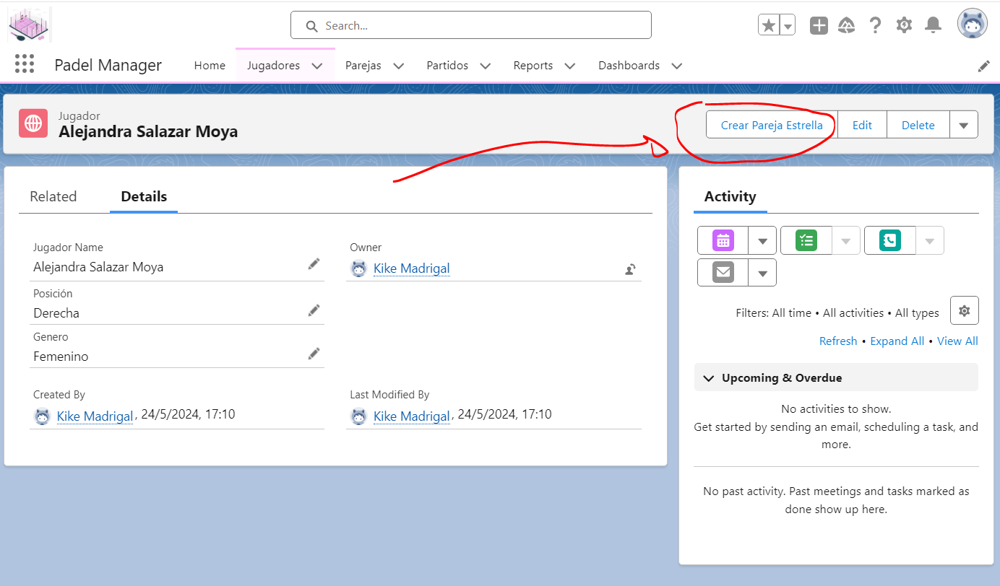 Search...
Padel Manager
Home
Jugadores
Parejas
Partidos
Reports
Dashboards
Jugador
Alejandra Salazar Moya
Crear Pareja Estrella
Edit
Delete
Related
Details
Jugador Name
Alejandra Salazar Moya
Owner
Kike Madrigal
Posición
Derecha
Genero
Femenino
Created By
Kike Madrigal, 24/5/2024, 17:10
Last Modified By
Kike Madrigal, 24/5/2024, 17:10
Activity
Filters: All time • All activities • All types
Refresh • Expand All • View All
Upcoming & Overdue
No activities to show.
Get started by sending an email, scheduling a task, and
more.
No past activity. Past meetings and tasks marked as
done show up here.